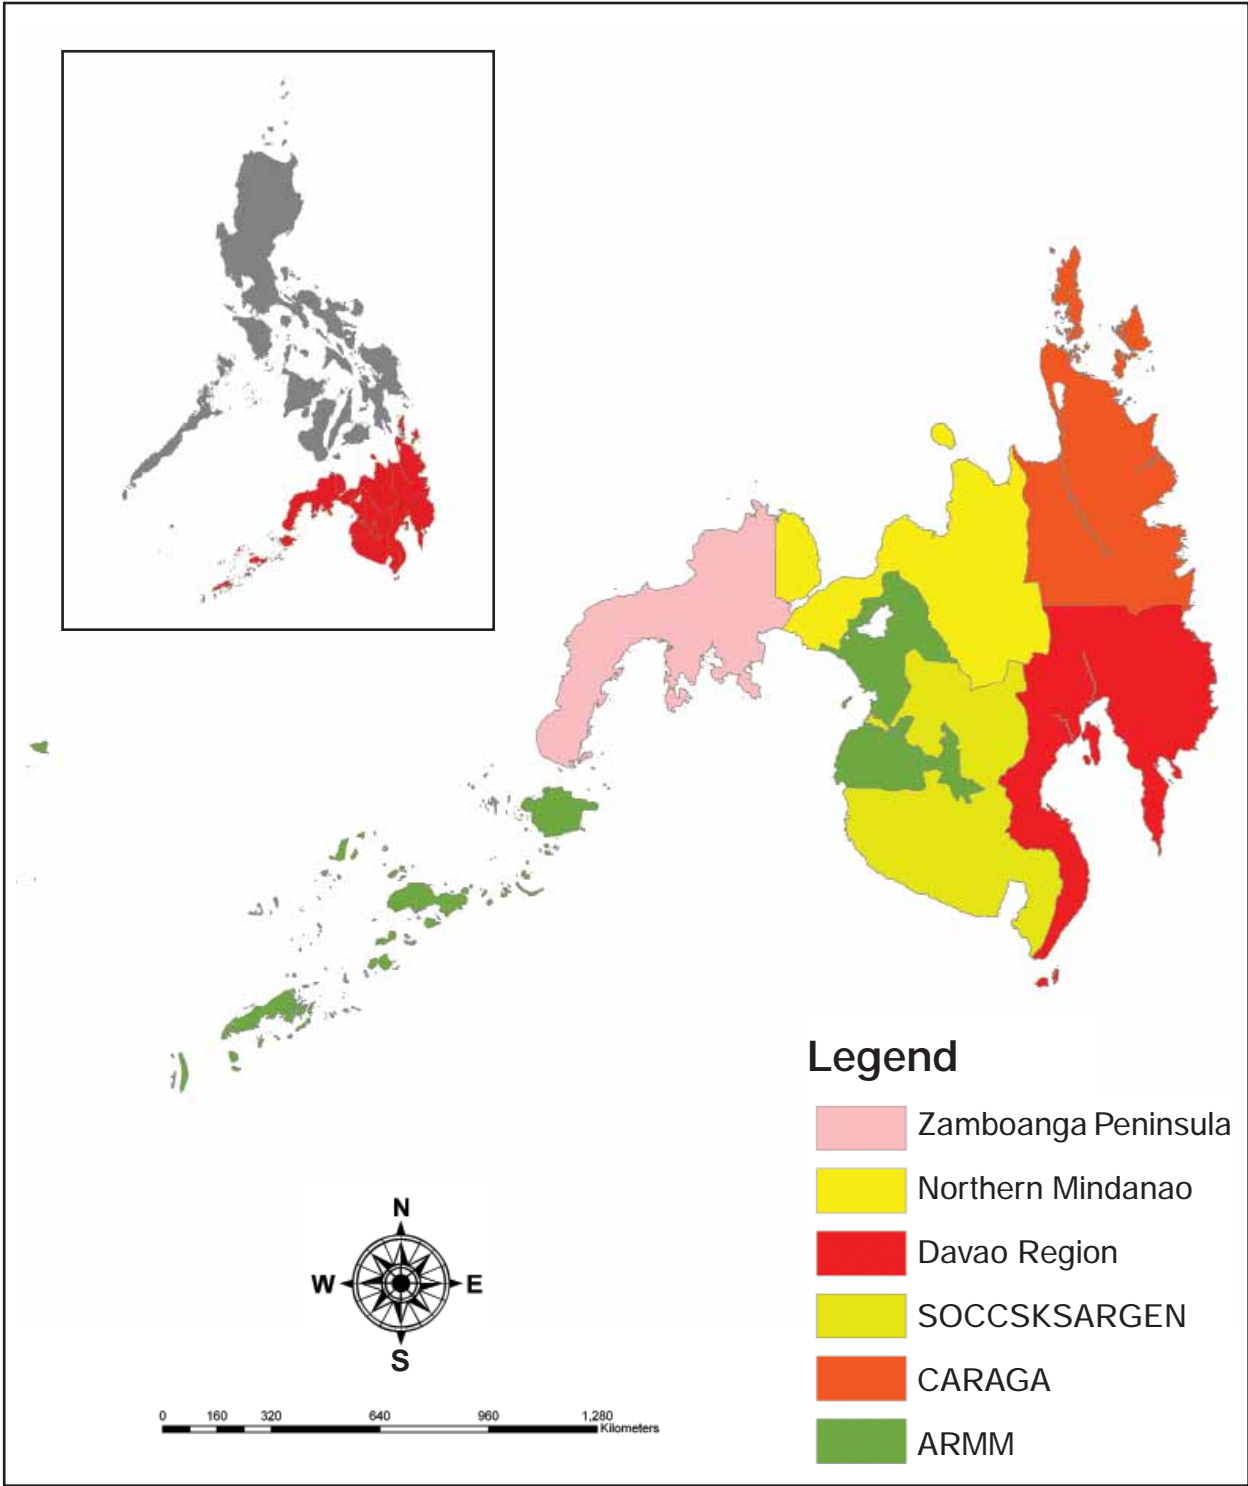 Legend
Zamboanga Peninsula
Northern Mindanao
Davao Region
SOCCSKSARGEN
CARAGA
ARMM
N
W E
S
0 160 320 640 960 1,280
Kilometers